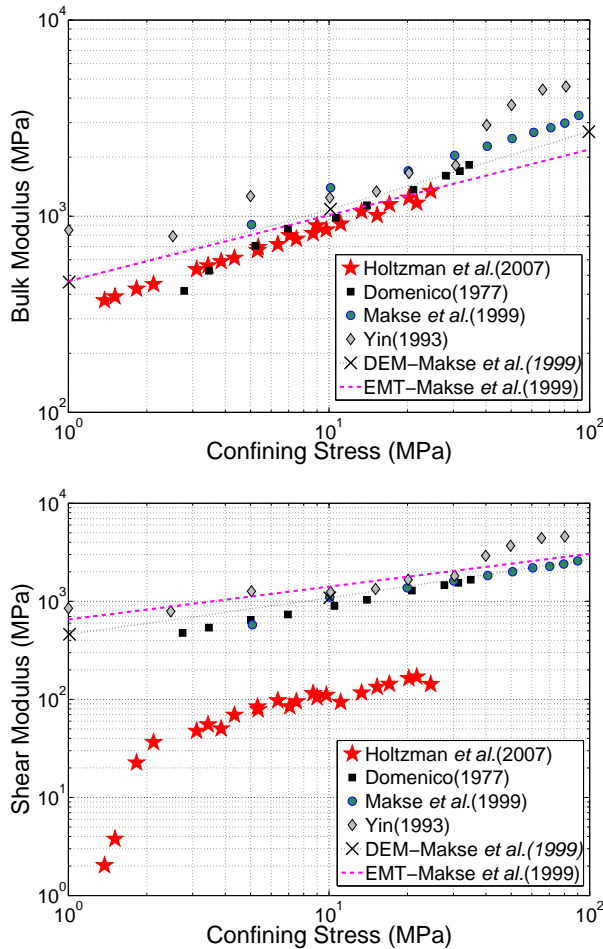 10^4
10^3
10^2
Bulk Modulus (MPa)
Holtzman et al.(2007)
Domenico(1977)
Makse et al.(1999)
Yin(1993)
DEM−Makse et al.(1999)
EMT−Makse et al.(1999)
10^0
10^1
10^2
Confining Stress (MPa)
10^4
10^3
10^2
10^1
10^0
Shear Modulus (MPa)
Holtzman et al.(2007)
Domenico(1977)
Makse et al.(1999)
Yin(1993)
DEM−Makse et al.(1999)
EMT−Makse et al.(1999)
10^0
10^1
10^2
Confining Stress (MPa)